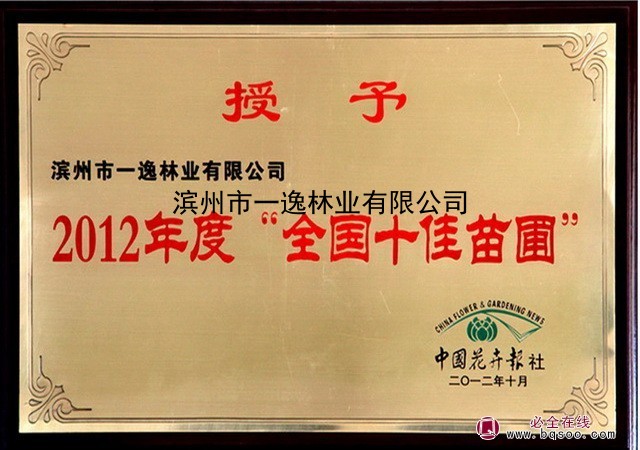 授 予
滨州市一逸林业有限公司
滨州市一逸林业有限公司
2012年度“全国十佳苗圃”
CHINA FLOWER & GARDENING NEWS
中国花卉报社
二〇一二年十月
必全在线
www.bqsoo.com